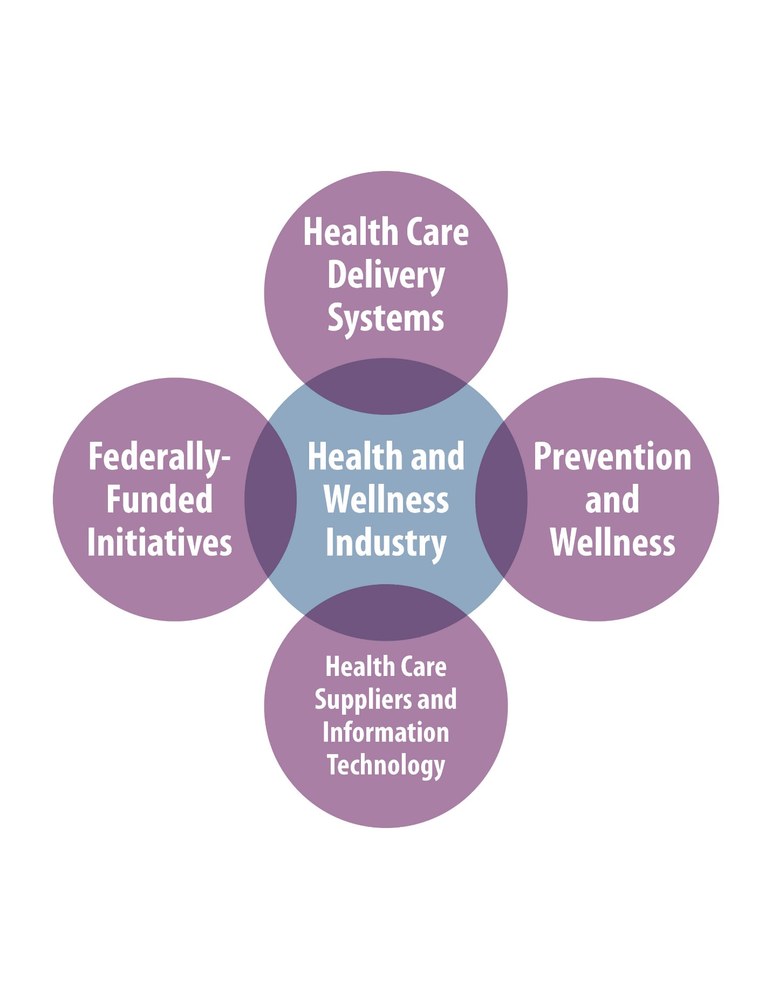 Health Care
Delivery
Systems
Federally-
Funded
Initiatives
Health and
Wellness
Industry
Prevention
and
Wellness
Health Care
Suppliers and
Information
Technology